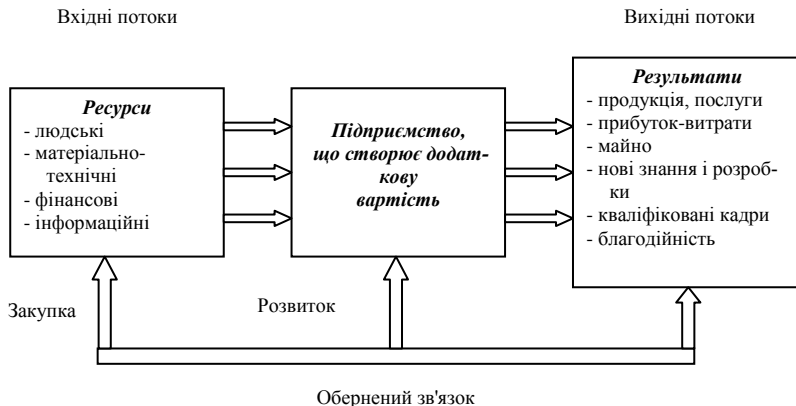 Вхідні потоки
Вихідні потоки
Ресурси
- людські
- матеріально-
технічні
- фінансові
- інформаційні
Підприємство,
що створює додат-
кову
вартість
Результати
- продукція, послуги
- прибуток-витрати
- майно
- нові знання і розроб-
ки
- кваліфіковані кадри
- благодійність
Закупка
Розвиток
Обернений зв'язок